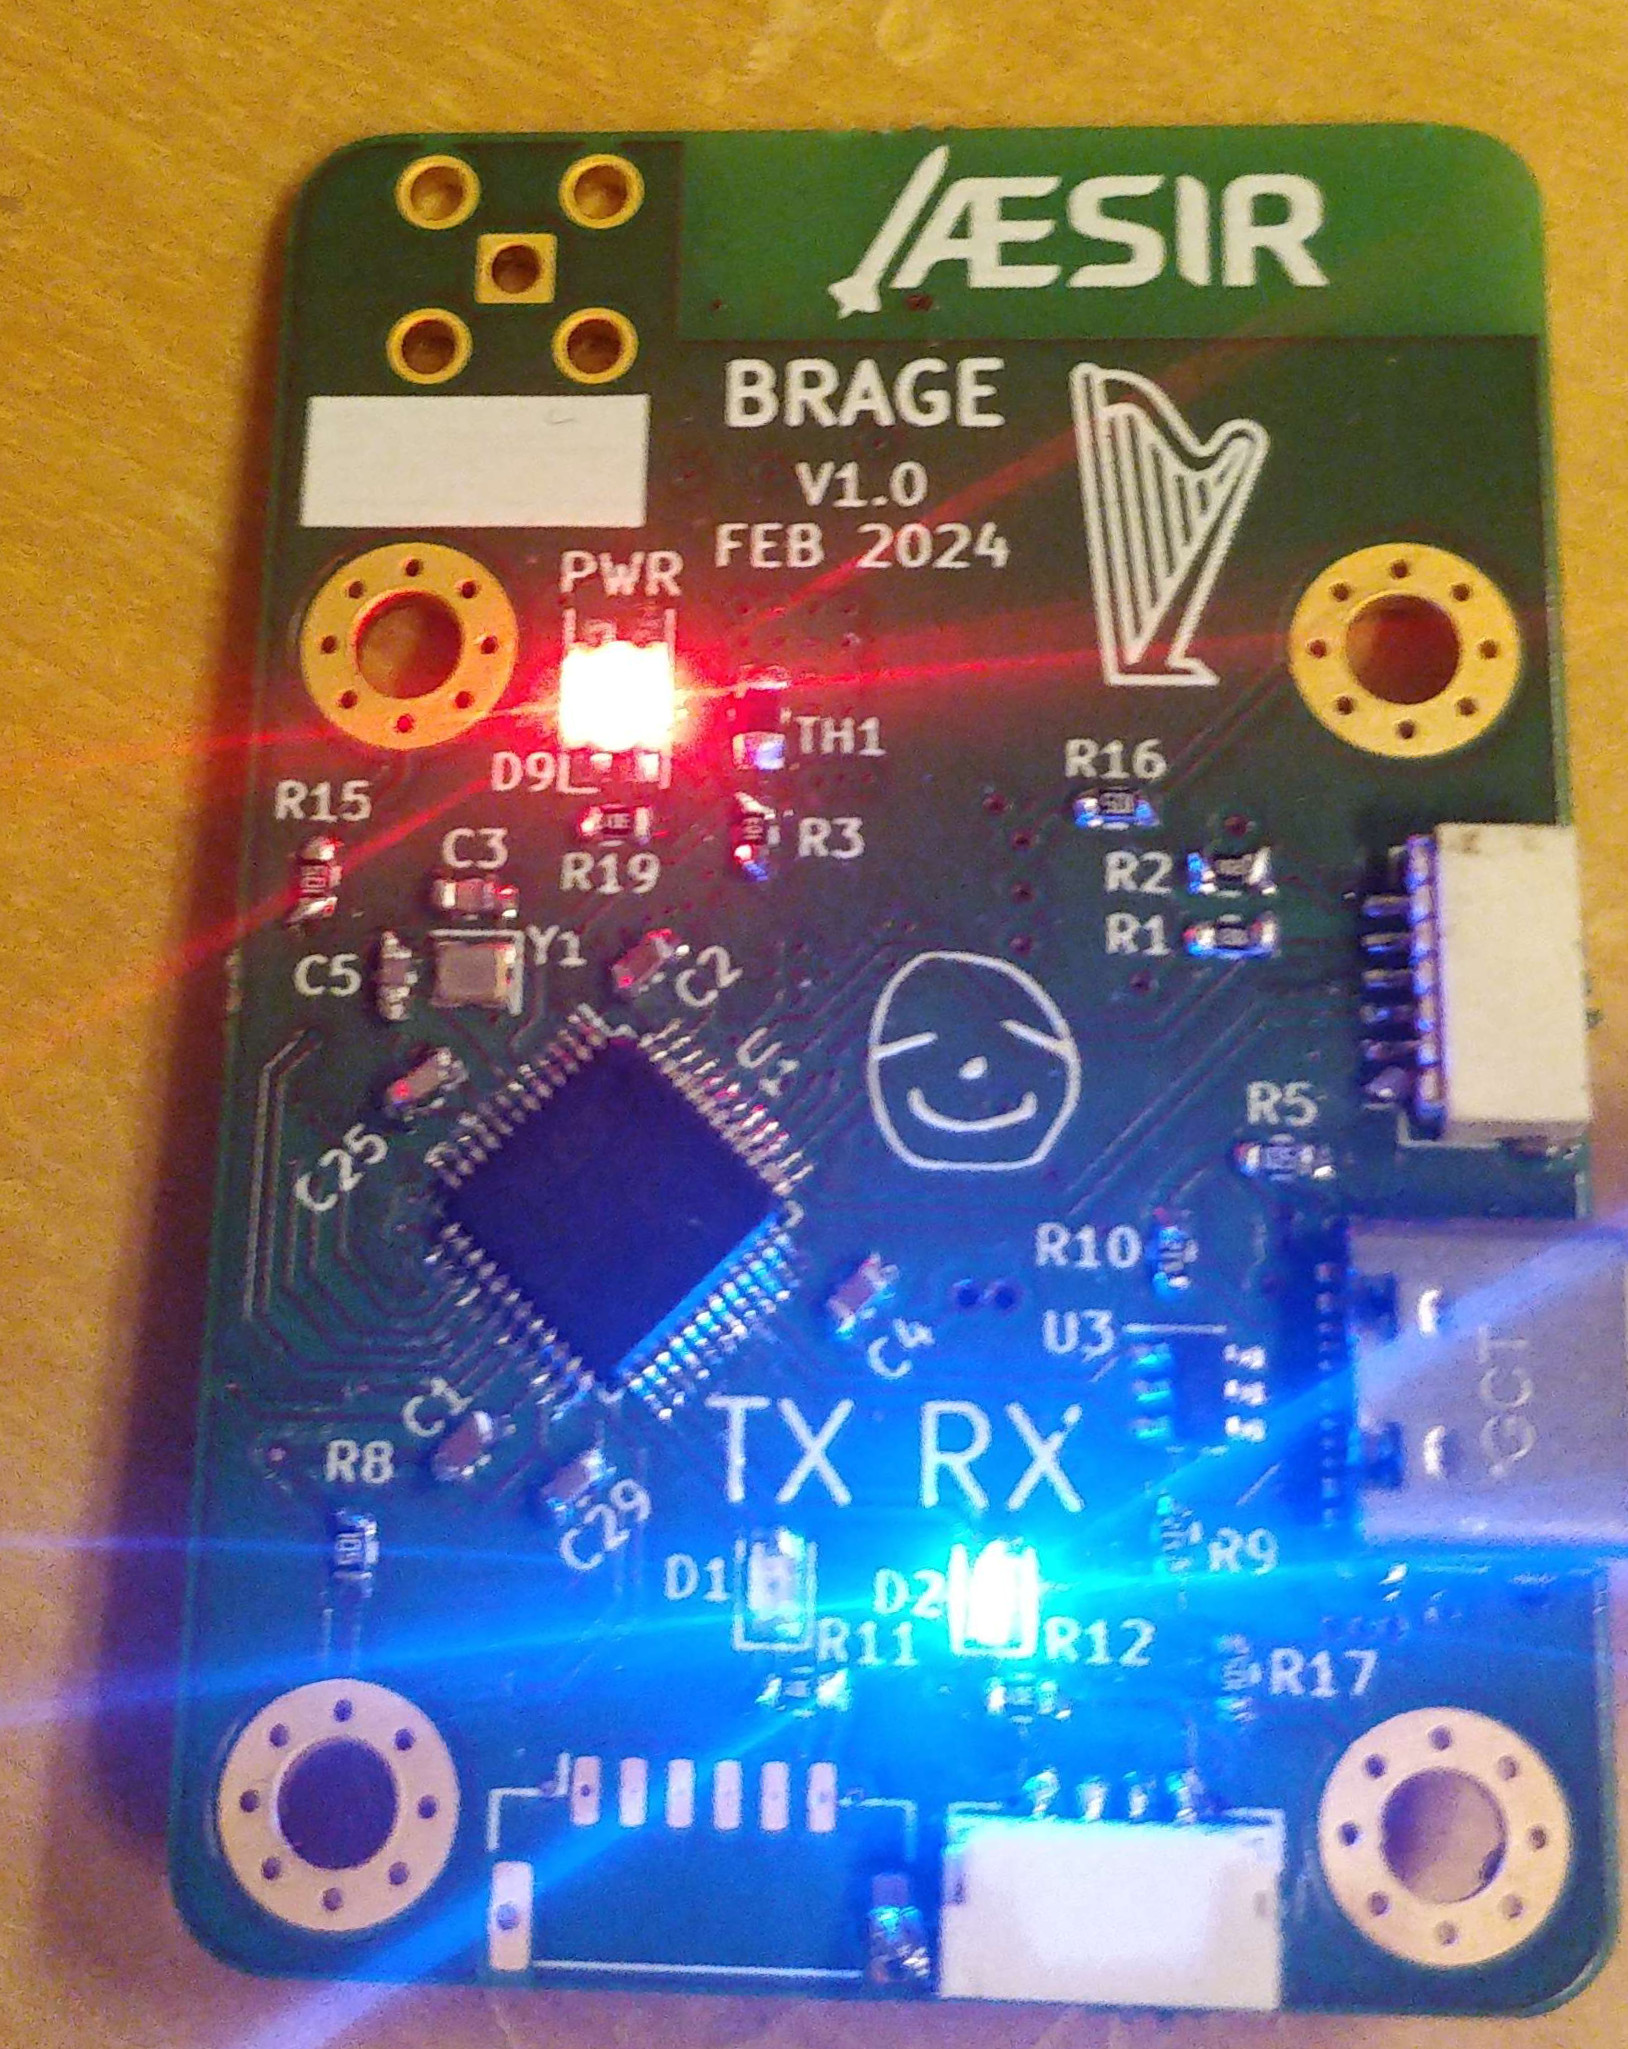 ÆSIR
BRAGE
V1.0
FEB 2024
PWR
D9
TH1
R15
R16
C3
R19
R3
R2
R1
C5
Y1
C2
U1
C25
R5
R10
U3
C4
C1
R8
C29
TX RX
D1
D2
R9
R11
R12
R17
GCT